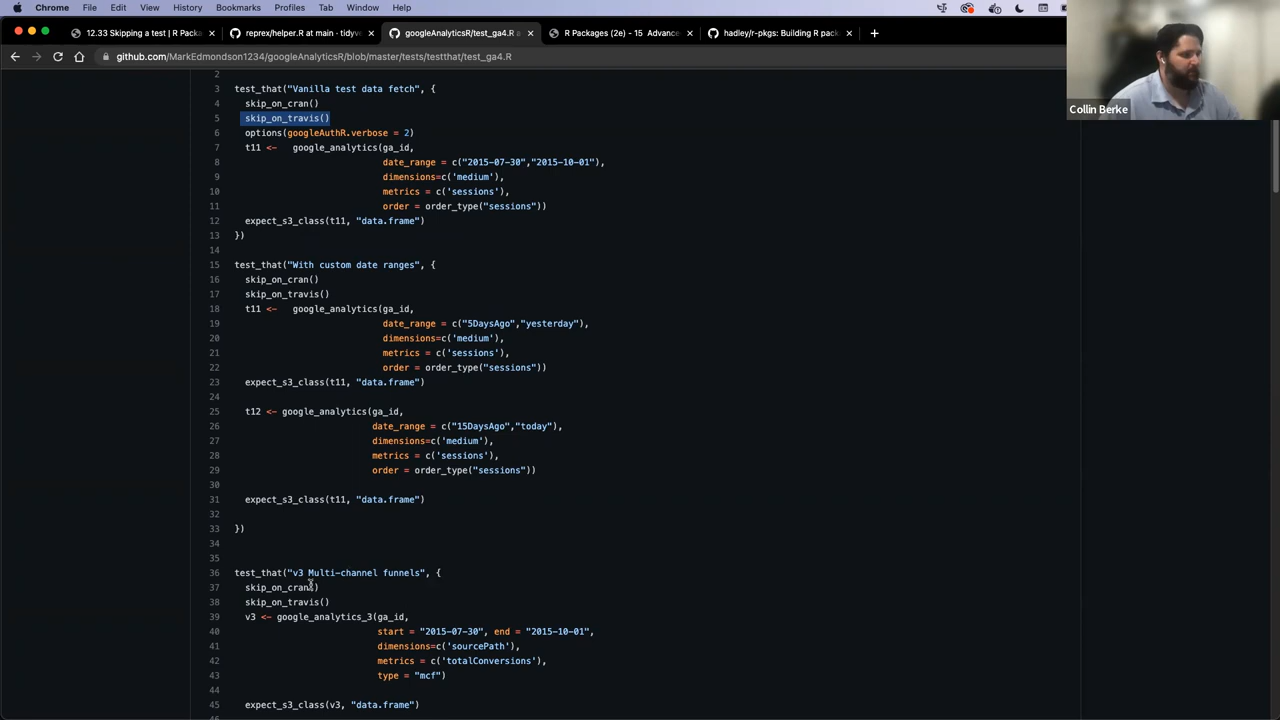 Chrome File Edit View History Bookmarks Profiles Tab Window Help
12.33 Skipping a test | R Packa
reprex/helper.R at main · tidyve
googleAnalyticsR/test_ga4.R a
R Packages (2e) - 15 Advanced
hadley/r-pkgs: Building R pack
github.com/MarkEdmondson1234/googleAnalyticsR/blob/master/tests/testthat/test_ga4.R
Collin Berke
2
3 test_that("Vanilla test data fetch", {
4 skip_on_cran()
5 skip_on_travis()
6 options(googleAuthR.verbose = 2)
7 t11 <- google_analytics(ga_id,
8 date_range = c("2015-07-30","2015-10-01"),
9 dimensions=c('medium'),
10 metrics = c('sessions'),
11 order = order_type("sessions"))
12 expect_s3_class(t11, "data.frame")
13 })
14
15 test_that("With custom date ranges", {
16 skip_on_cran()
17 skip_on_travis()
18 t11 <- google_analytics(ga_id,
19 date_range = c("5DaysAgo","yesterday"),
20 dimensions=c('medium'),
21 metrics = c('sessions'),
22 order = order_type("sessions"))
23 expect_s3_class(t11, "data.frame")
24
25 t12 <- google_analytics(ga_id,
26 date_range = c("15DaysAgo","today"),
27 dimensions=c('medium'),
28 metrics = c('sessions'),
29 order = order_type("sessions"))
30
31 expect_s3_class(t11, "data.frame")
32
33 })
34
35
36 test_that("v3 Multi-channel funnels", {
37 skip_on_cran()
38 skip_on_travis()
39 v3 <- google_analytics_3(ga_id,
40 start = "2015-07-30", end = "2015-10-01",
41 dimensions=c('sourcePath'),
42 metrics = c('totalConversions'),
43 type = "mcf")
44
45 expect_s3_class(v3, "data.frame")